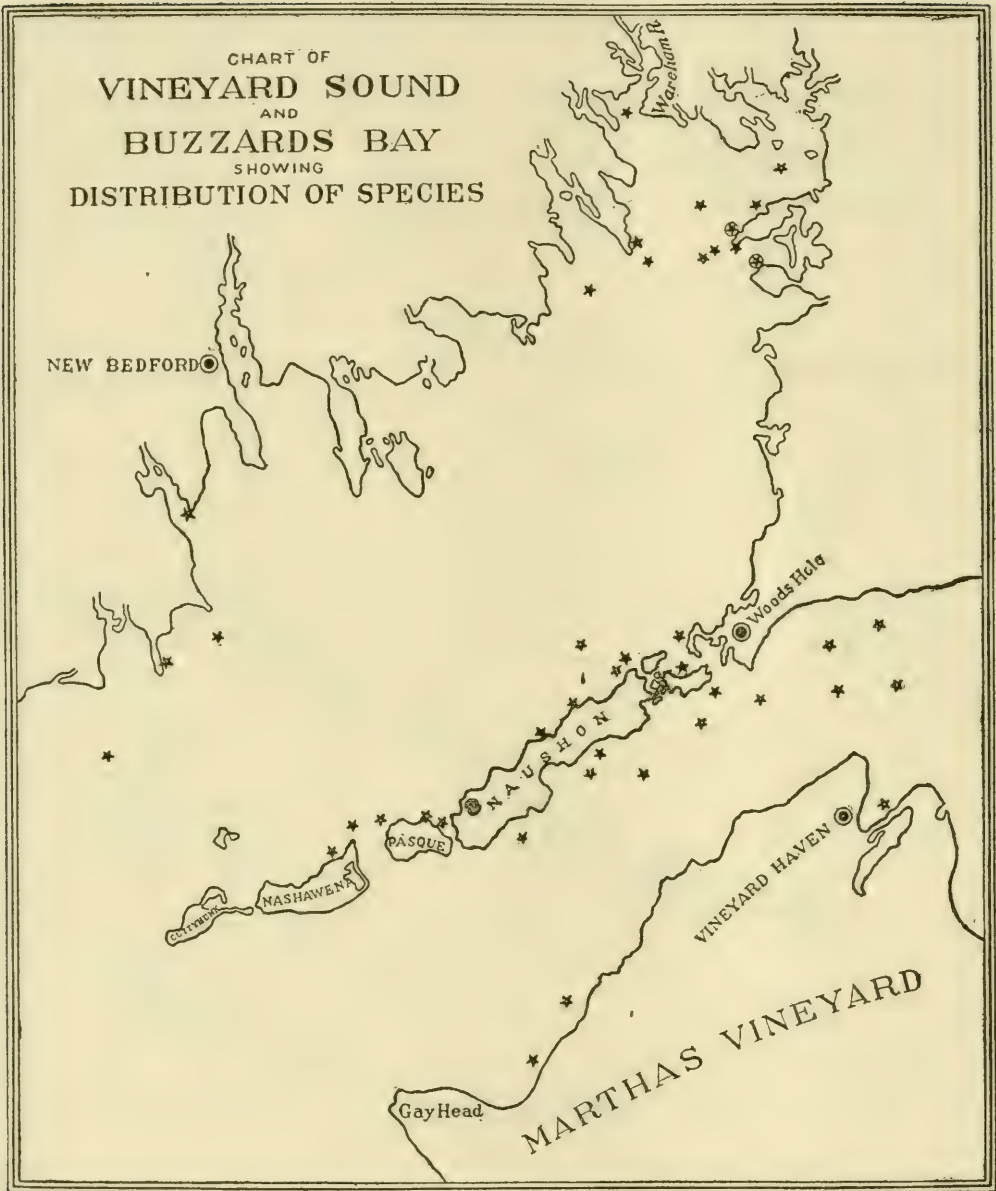 CHART OF
VINEYARD SOUND
AND
BUZZARDS BAY
SHOWING
DISTRIBUTION OF SPECIES
Wareham R.
NEW BEDFORD
Woods Hole
NAUSHON
PASQUE
NASHAWENA
CUTTYHUNK
VINEYARD HAVEN
MARTHAS VINEYARD
Gay Head